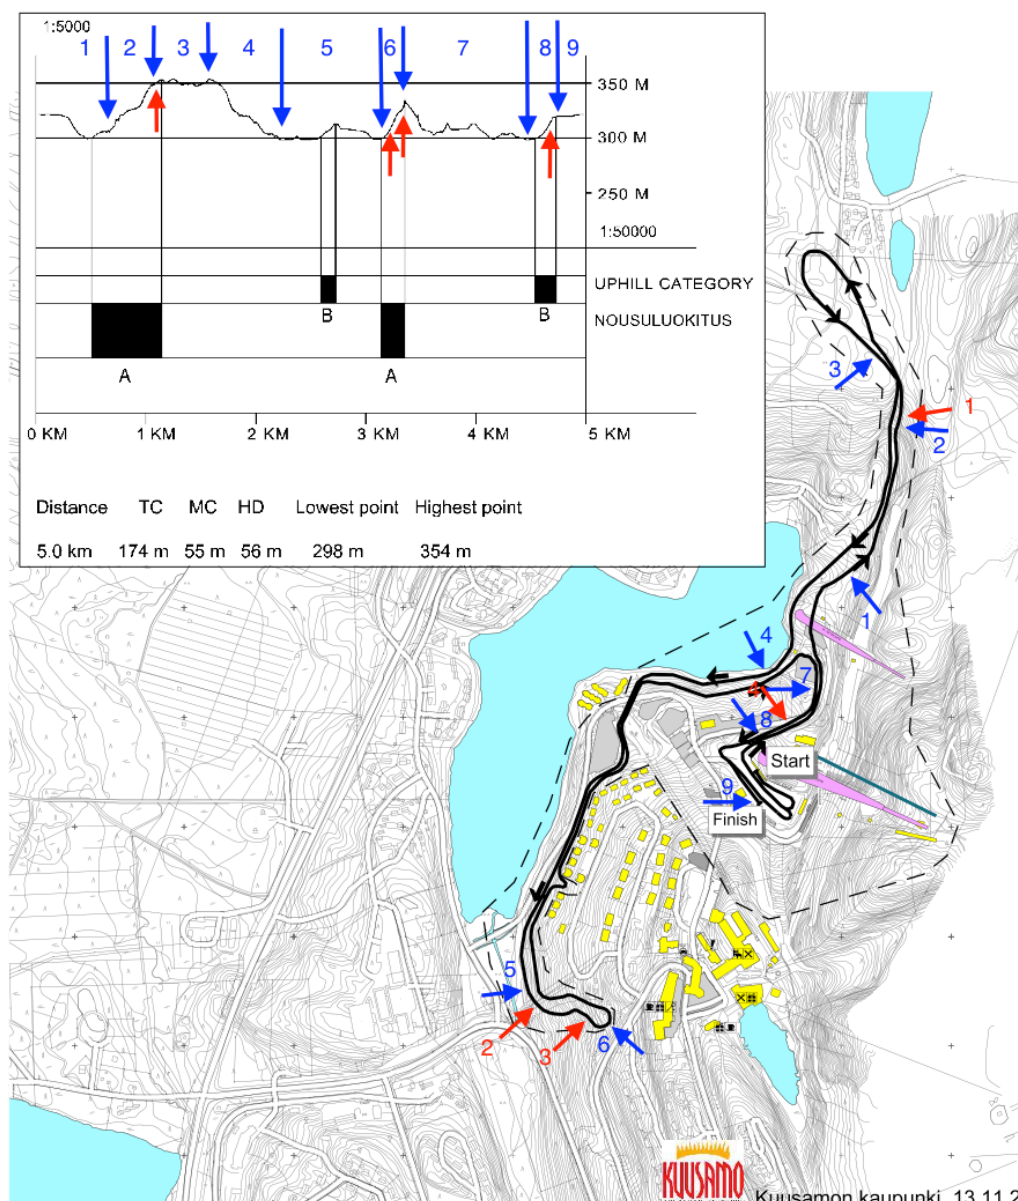 1:5000
1 2 3 4 5 6 7 8 9
350 M
300 M
250 M
1:50000
UPHILL CATEGORY
NOUSULUOKITUS
B B
A A
0 KM 1 KM 2 KM 3 KM 4 KM 5 KM
Distance TC MC HD Lowest point Highest point
5.0 km 174 m 55 m 56 m 298 m 354 m
3
1
2
1
4
7
4
8
Start
9
Finish
5
2
3
6
KUUSAMO
Kuusamon kaupunki